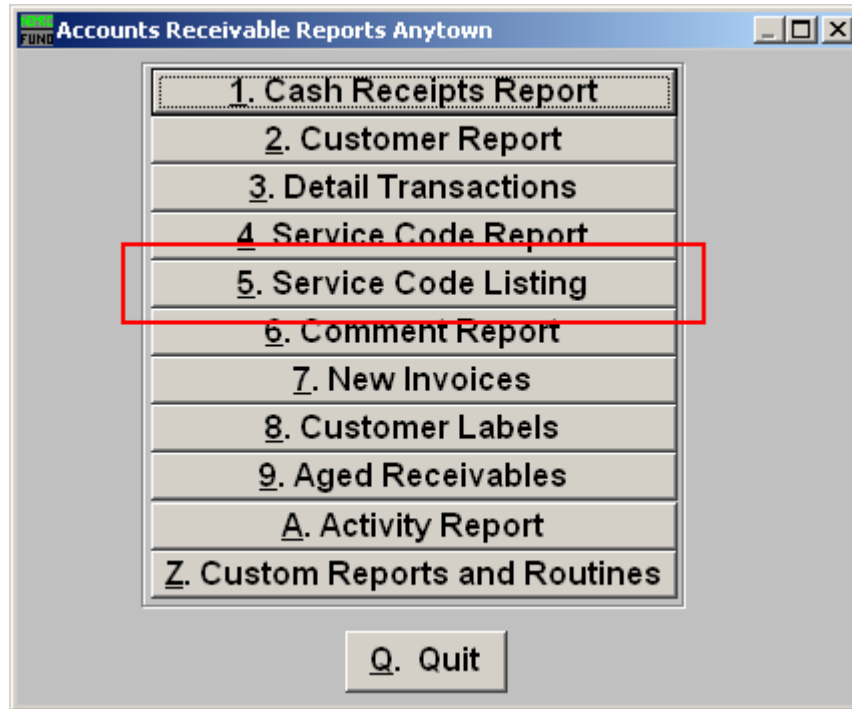 NEMRC
FUND
Accounts Receivable Reports Anytown
1. Cash Receipts Report
2. Customer Report
3. Detail Transactions
4 Service Code Report
5. Service Code Listing
6. Comment Report
7. New Invoices
8. Customer Labels
9. Aged Receivables
A. Activity Report
Z. Custom Reports and Routines
Q. Quit